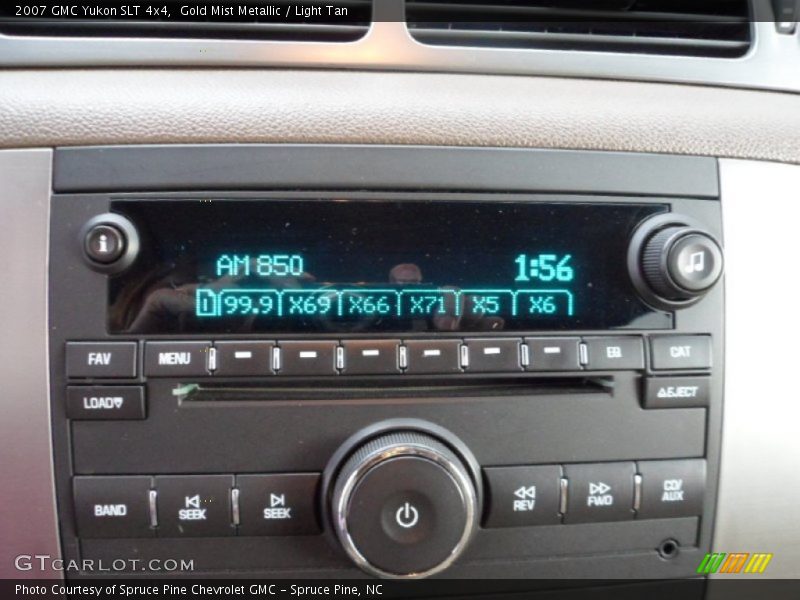 2007 GMC Yukon SLT 4x4,  Gold Mist Metallic / Light Tan
i
AM 850 1:56
1 99.9 X69 X66 X71 X5 X6
FAV MENU EQ CAT
LOAD EJECT
BAND SEEK SEEK REV FWD CD/AUX
GTCARLOT.COM
Photo Courtesy of Spruce Pine Chevrolet GMC – Spruce Pine, NC